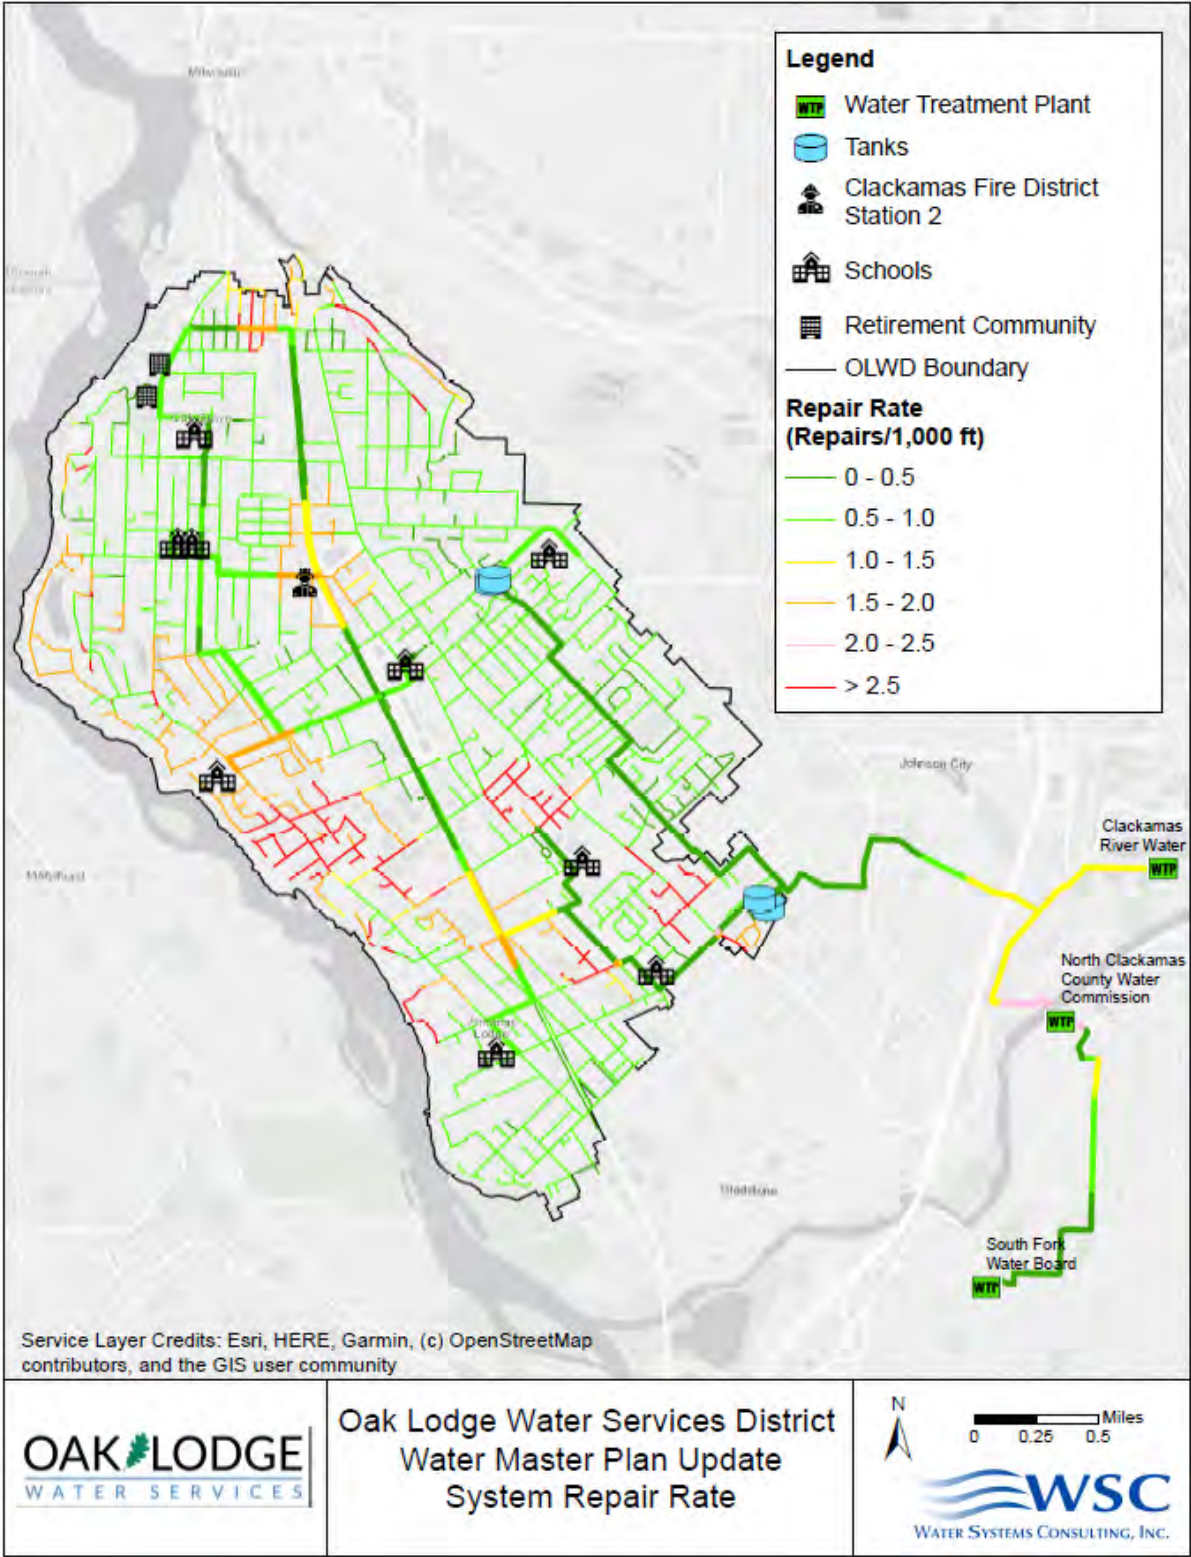 Milwaukie
Legend
WTP Water Treatment Plant
Tanks
Clackamas Fire District
Station 2
Schools
Retirement Community
OLWD Boundary
Repair Rate
(Repairs/1,000 ft)
0 - 0.5
0.5 - 1.0
1.0 - 1.5
1.5 - 2.0
2.0 - 2.5
> 2.5
Johnson City
Clackamas
River Water
WTP
North Clackamas
County Water
Commission
WTP
Lodge
Gladstone
South Fork
Water Board
WTP
Service Layer Credits: Esri, HERE, Garmin, (c) OpenStreetMap
contributors, and the GIS user community
OAK LODGE
WATER SERVICES
Oak Lodge Water Services District
Water Master Plan Update
System Repair Rate
N
Miles
0 0.25 0.5
WSC
WATER SYSTEMS CONSULTING, INC.